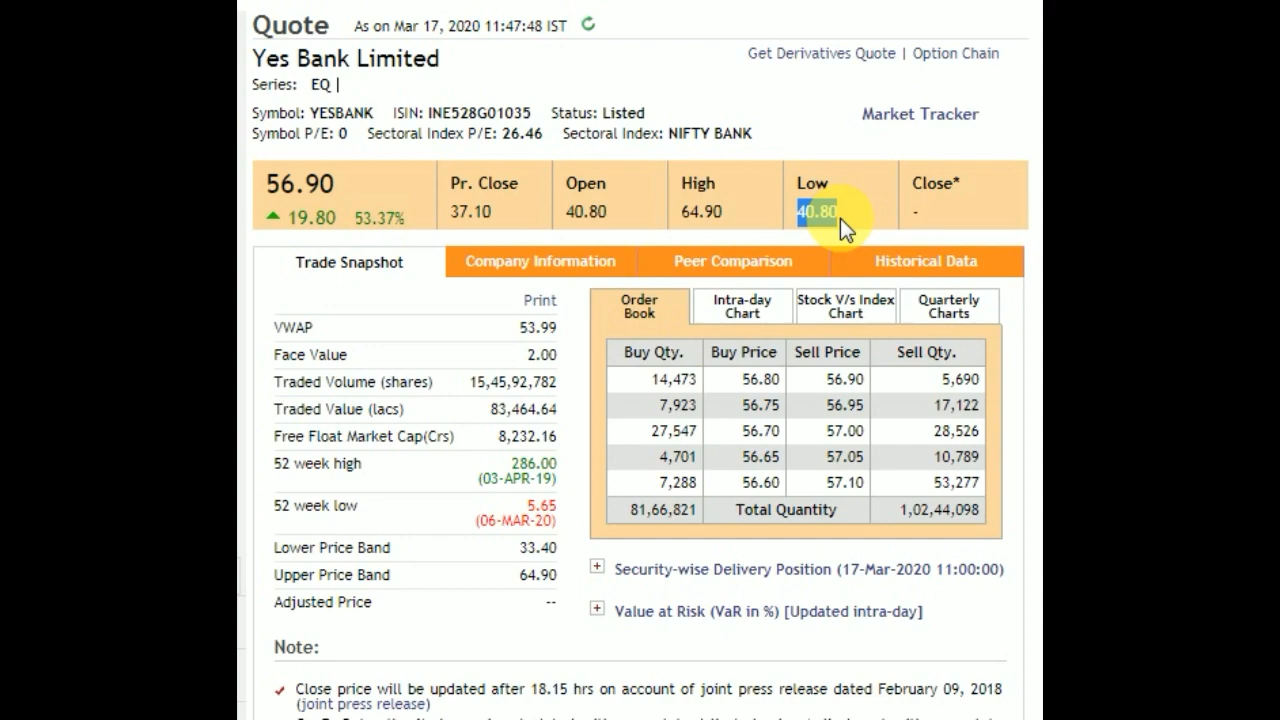 Quote As on Mar 17, 2020 11:47:48 IST
Yes Bank Limited
Get Derivatives Quote | Option Chain
Series: EQ |
Symbol: YESBANK ISIN: INE528G01035 Status: Listed
Market Tracker
Symbol P/E: 0 Sectoral Index P/E: 26.46 Sectoral Index: NIFTY BANK
56.90 Pr. Close Open High Low Close*
19.80 53.37% 37.10 40.80 64.90 40.80 -
Trade Snapshot Company Information Peer Comparison Historical Data
Print
VWAP 53.99
Face Value 2.00
Traded Volume (shares) 15,45,92,782
Traded Value (lacs) 83,464.64
Free Float Market Cap(Crs) 8,232.16
52 week high 286.00
(03-APR-19)
52 week low 5.65
(06-MAR-20)
Lower Price Band 33.40
Upper Price Band 64.90
Adjusted Price --
Order Intra-day Stock V/s Index Quarterly
Book Chart Chart Charts
Buy Qty. Buy Price Sell Price Sell Qty.
14,473 56.80 56.90 5,690
7,923 56.75 56.95 17,122
27,547 56.70 57.00 28,526
4,701 56.65 57.05 10,789
7,288 56.60 57.10 53,277
81,66,821 Total Quantity 1,02,44,098
Security-wise Delivery Position (17-Mar-2020 11:00:00)
Value at Risk (VaR in %) [Updated intra-day]
Note:
Close price will be updated after 18.15 hrs on account of joint press release dated February 09, 2018
(joint press release)